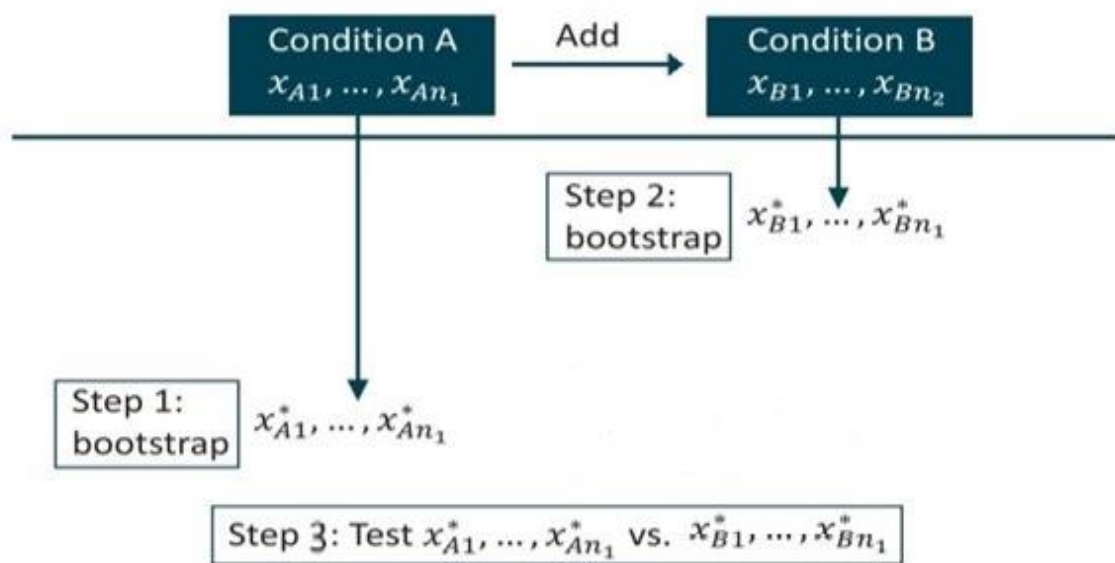 Condition A
x_{A1}, ... , x_{An_1}
Add
Condition B
x_{B1}, ... , x_{Bn_2}
Step 2:
bootstrap
x^*_{B1}, ... , x^*_{Bn_1}
Step 1:
bootstrap
x^*_{A1}, ... , x^*_{An_1}
Step 3: Test x^*_{A1}, ... , x^*_{An_1} vs. x^*_{B1}, ... , x^*_{Bn_1}